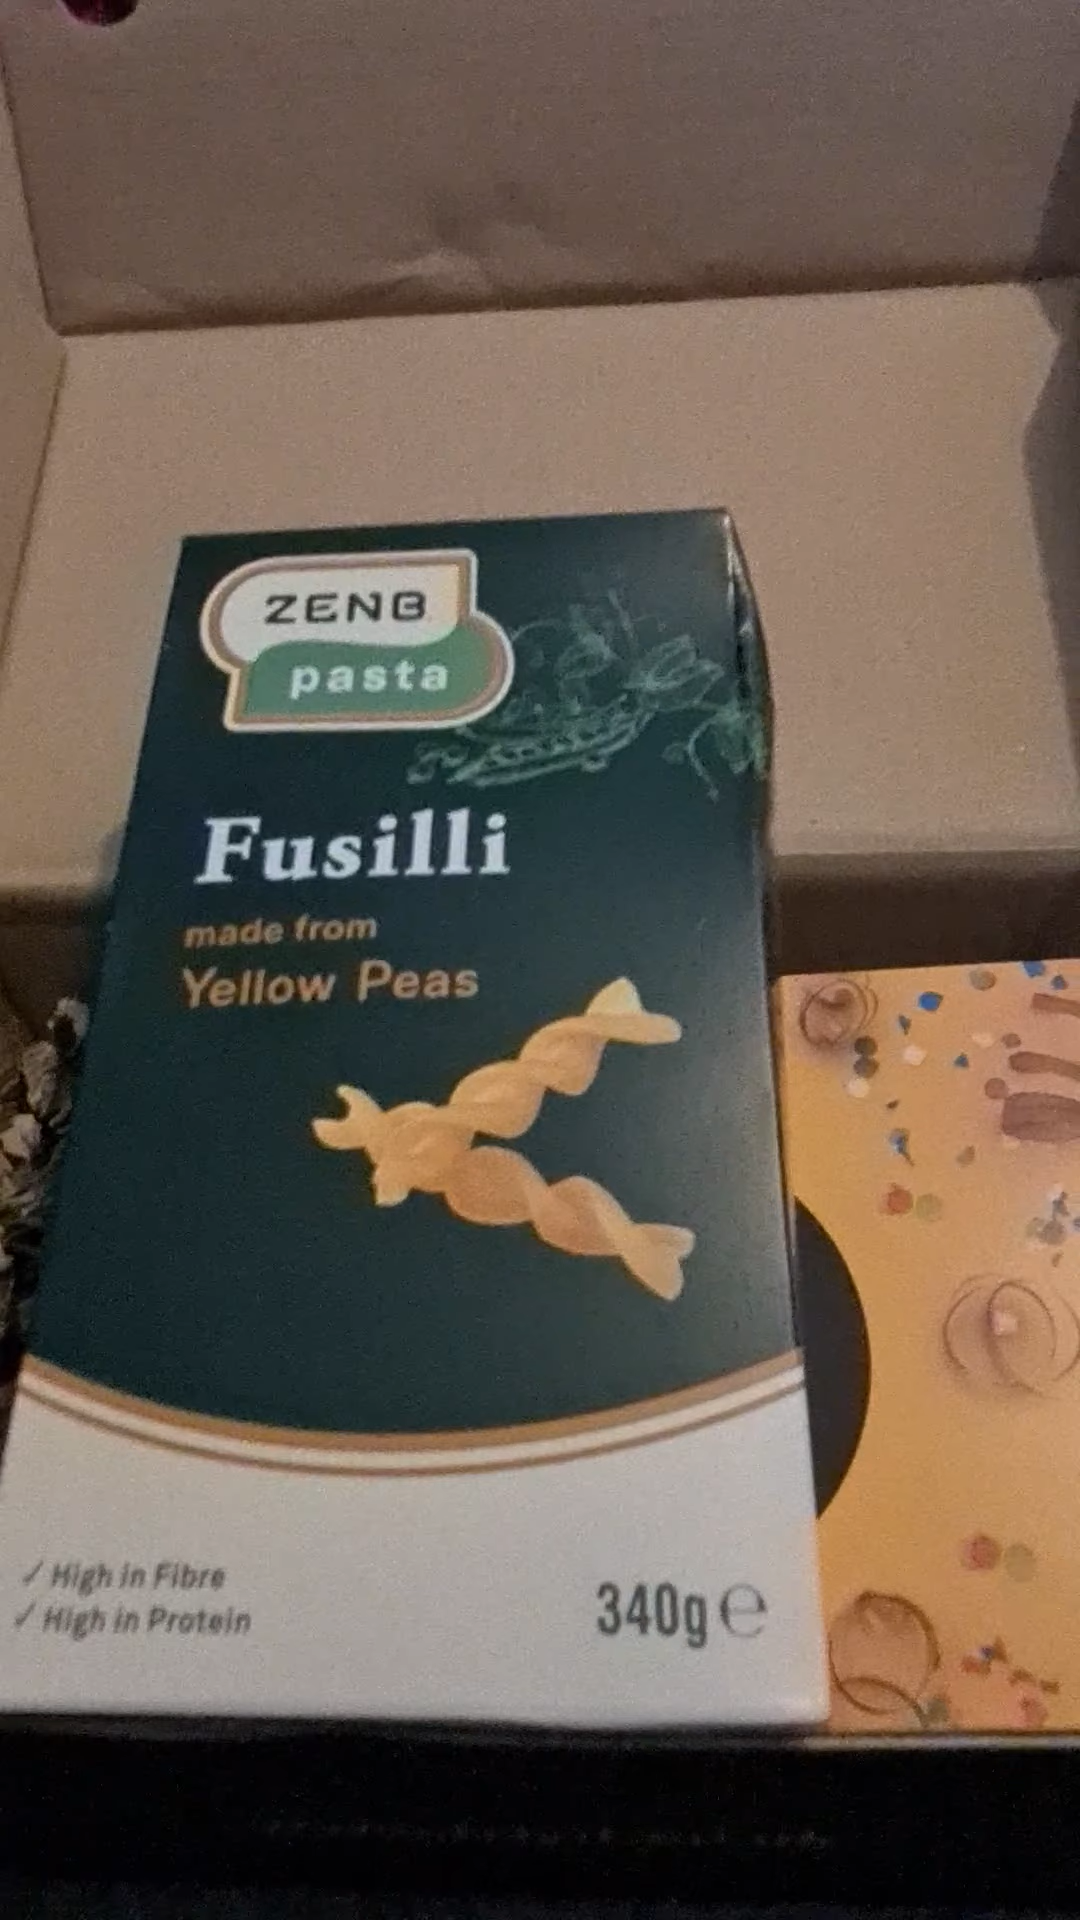 ZENB
pasta
Fusilli
made from
Yellow Peas
✓ High in Fibre
✓ High in Protein
340g ℮